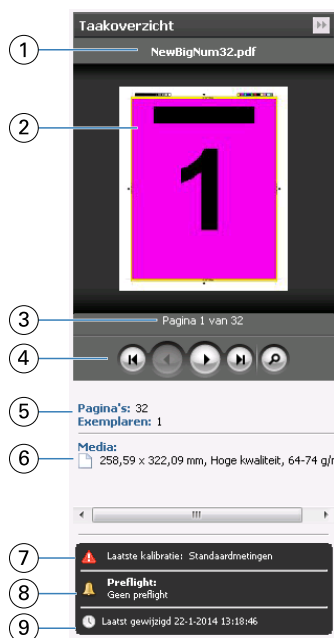 Taakoverzicht
1
NewBigNum32.pdf
2
1
3
Pagina 1 van 32
4
5
Pagina's: 32
Exemplaren: 1
6
Media:
258,59 x 322,09 mm, Hoge kwaliteit, 64-74 g/
7
Laatste kalibratie: Standaardmetingen
8
Preflight:
Geen preflight
9
Laatst gewijzigd 22-1-2014 13:18:46